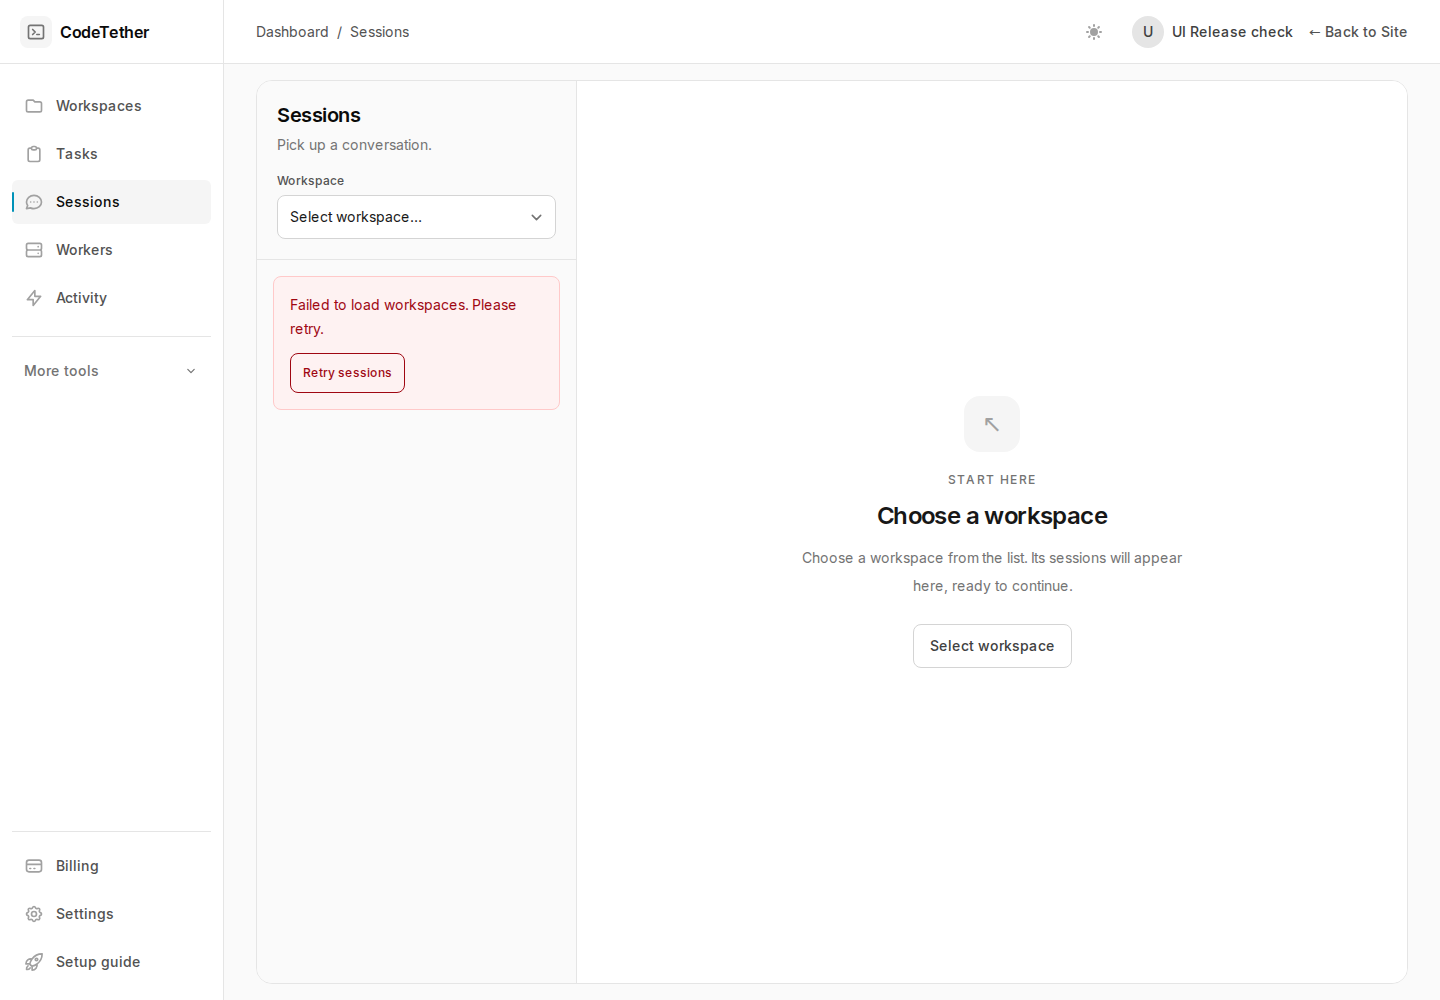 CodeTether
Dashboard / Sessions
U
UI Release check
← Back to Site
Workspaces
Tasks
Sessions
Workers
Activity
More tools
Billing
Settings
Setup guide
Sessions
Pick up a conversation.
Workspace
Select workspace...
Failed to load workspaces. Please
retry.
Retry sessions
START HERE
Choose a workspace
Choose a workspace from the list. Its sessions will appear
here, ready to continue.
Select workspace